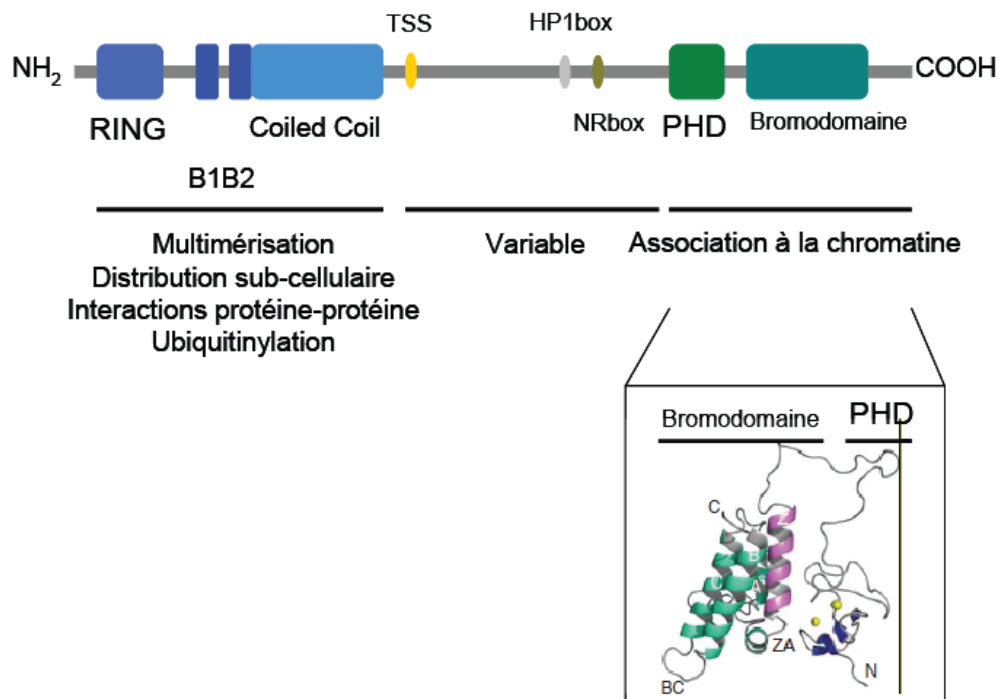 TSS
HP1box
NH2
COOH
RING
Coiled Coil
NRbox
PHD
Bromodomaine
B1B2
Multimérisation
Distribution sub-cellulaire
Interactions protéine-protéine
Ubiquitinylation
Variable
Association à la chromatine
Bromodomaine
PHD
C
Z
B
A
C
ZA
N
BC